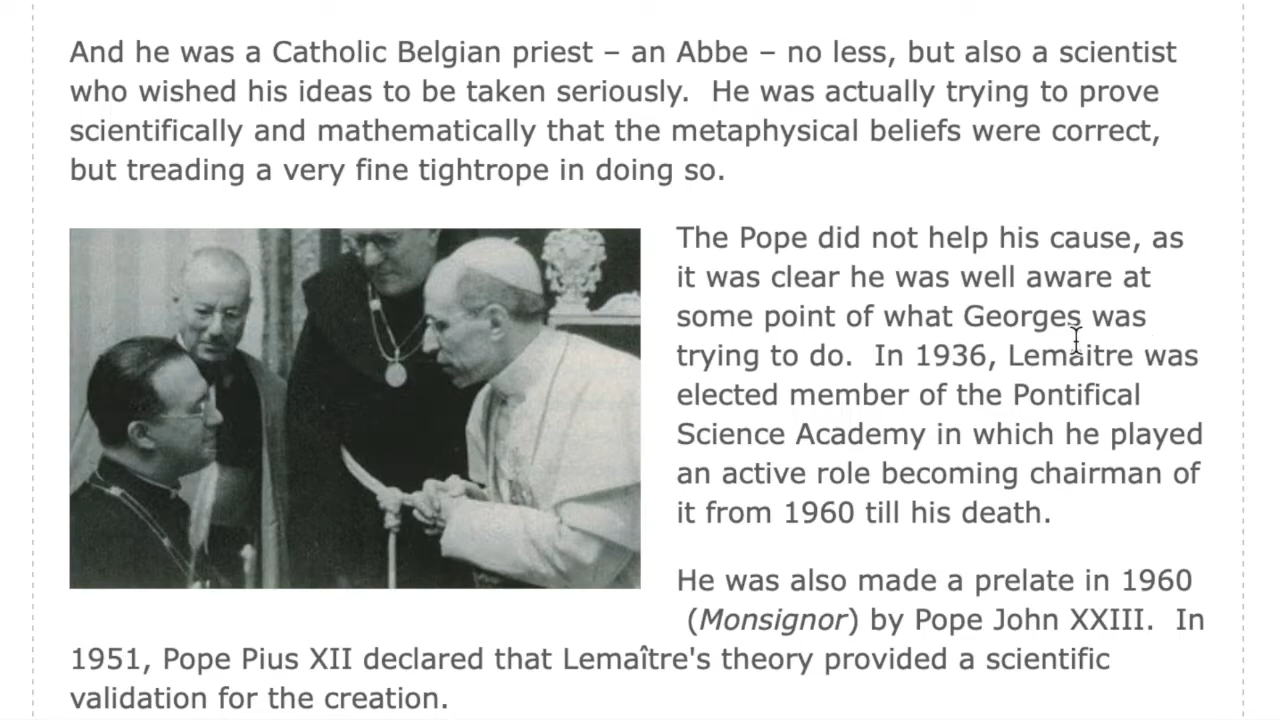 And he was a Catholic Belgian priest – an Abbe – no less, but also a scientist
who wished his ideas to be taken seriously.  He was actually trying to prove
scientifically and mathematically that the metaphysical beliefs were correct,
but treading a very fine tightrope in doing so.
The Pope did not help his cause, as
it was clear he was well aware at
some point of what Georges was
trying to do.  In 1936, Lemaitre was
elected member of the Pontifical
Science Academy in which he played
an active role becoming chairman of
it from 1960 till his death.
He was also made a prelate in 1960
(Monsignor) by Pope John XXIII.  In
1951, Pope Pius XII declared that Lemaître's theory provided a scientific
validation for the creation.